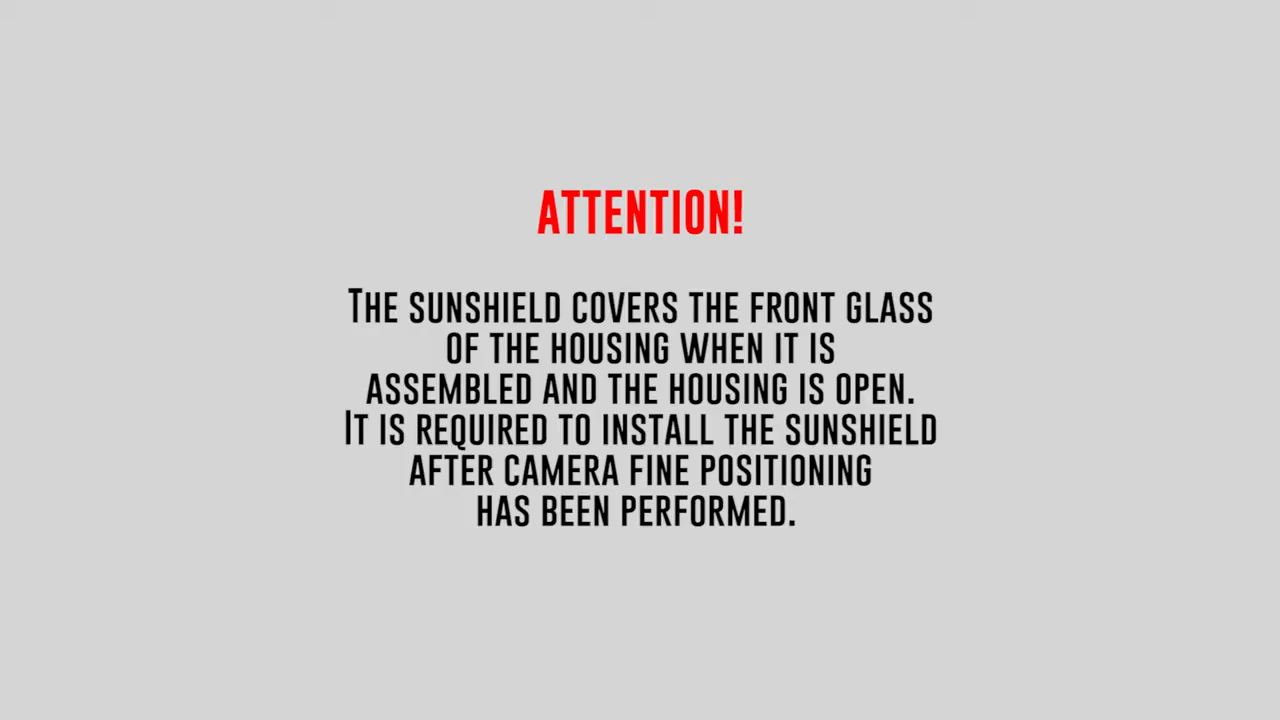 ATTENTION!
THE SUNSHIELD COVERS THE FRONT GLASS
OF THE HOUSING WHEN IT IS
ASSEMBLED AND THE HOUSING IS OPEN.
IT IS REQUIRED TO INSTALL THE SUNSHIELD
AFTER CAMERA FINE POSITIONING
HAS BEEN PERFORMED.